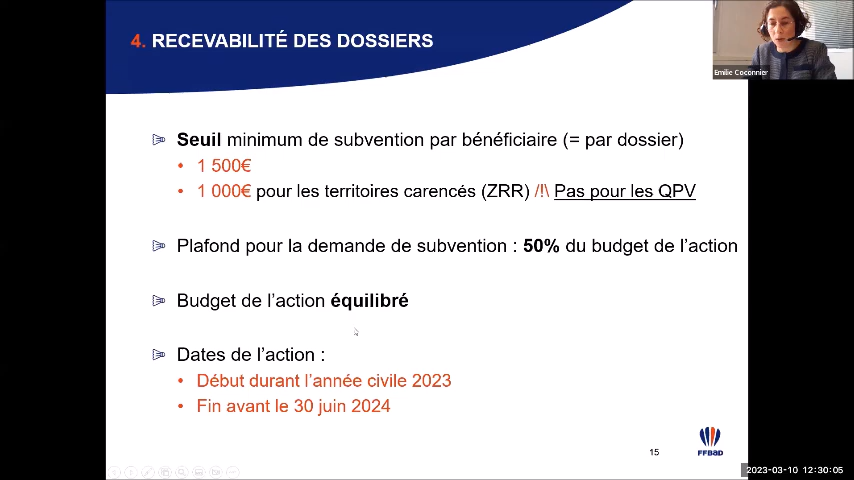 4. RECEVABILITÉ DES DOSSIERS
Emilie Coconnier
Seuil minimum de subvention par bénéficiaire (= par dossier)
• 1 500€
• 1 000€ pour les territoires carencés (ZRR) /!\ Pas pour les QPV
Plafond pour la demande de subvention : 50% du budget de l'action
Budget de l'action équilibré
Dates de l'action :
• Début durant l'année civile 2023
• Fin avant le 30 juin 2024
15
FFBaD
2023-03-10 12:30:05